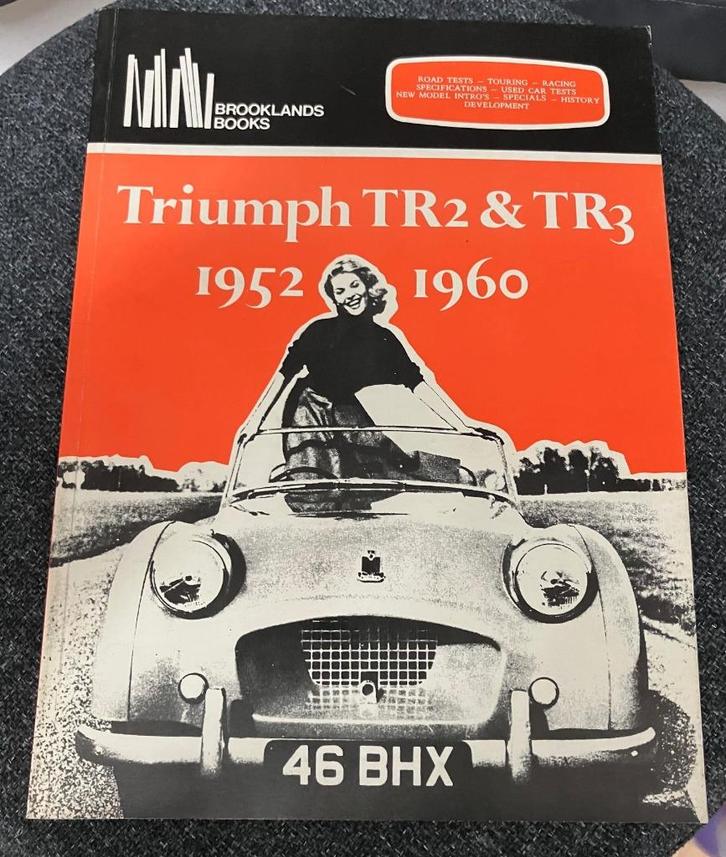 BROOKLANDS
BOOKS
ROAD TESTS – TOURING – RACING
SPECIFICATIONS – USED CAR TESTS
NEW MODEL INTRO'S – SPECIALS – HISTORY
DEVELOPMENT
Triumph TR2 & TR3
1952 1960
46 BHX